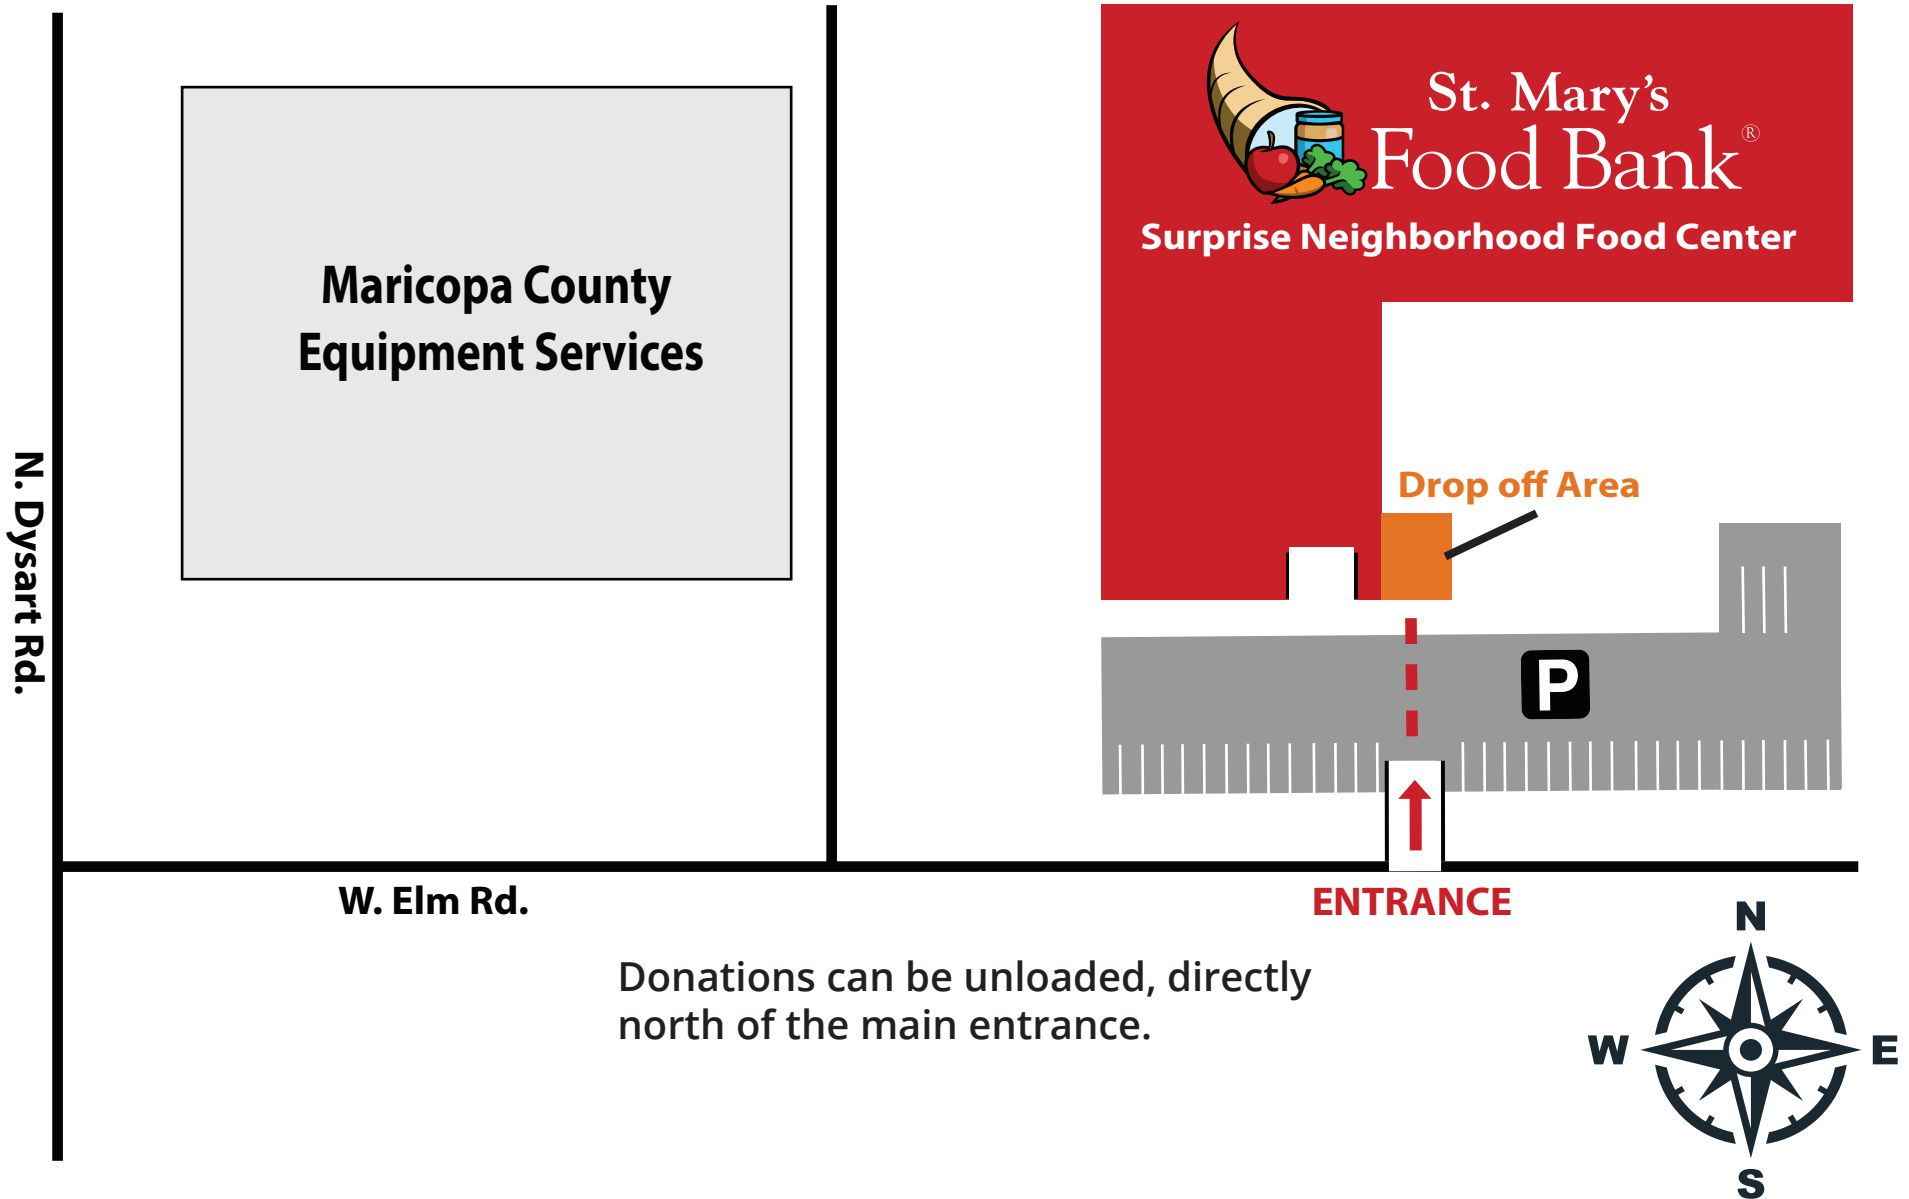 St. Mary's
Food Bank®
Surprise Neighborhood Food Center
Maricopa County
Equipment Services
N. Dysart Rd.
Drop off Area
P
W. Elm Rd.
ENTRANCE
Donations can be unloaded, directly
north of the main entrance.
N
W
E
S